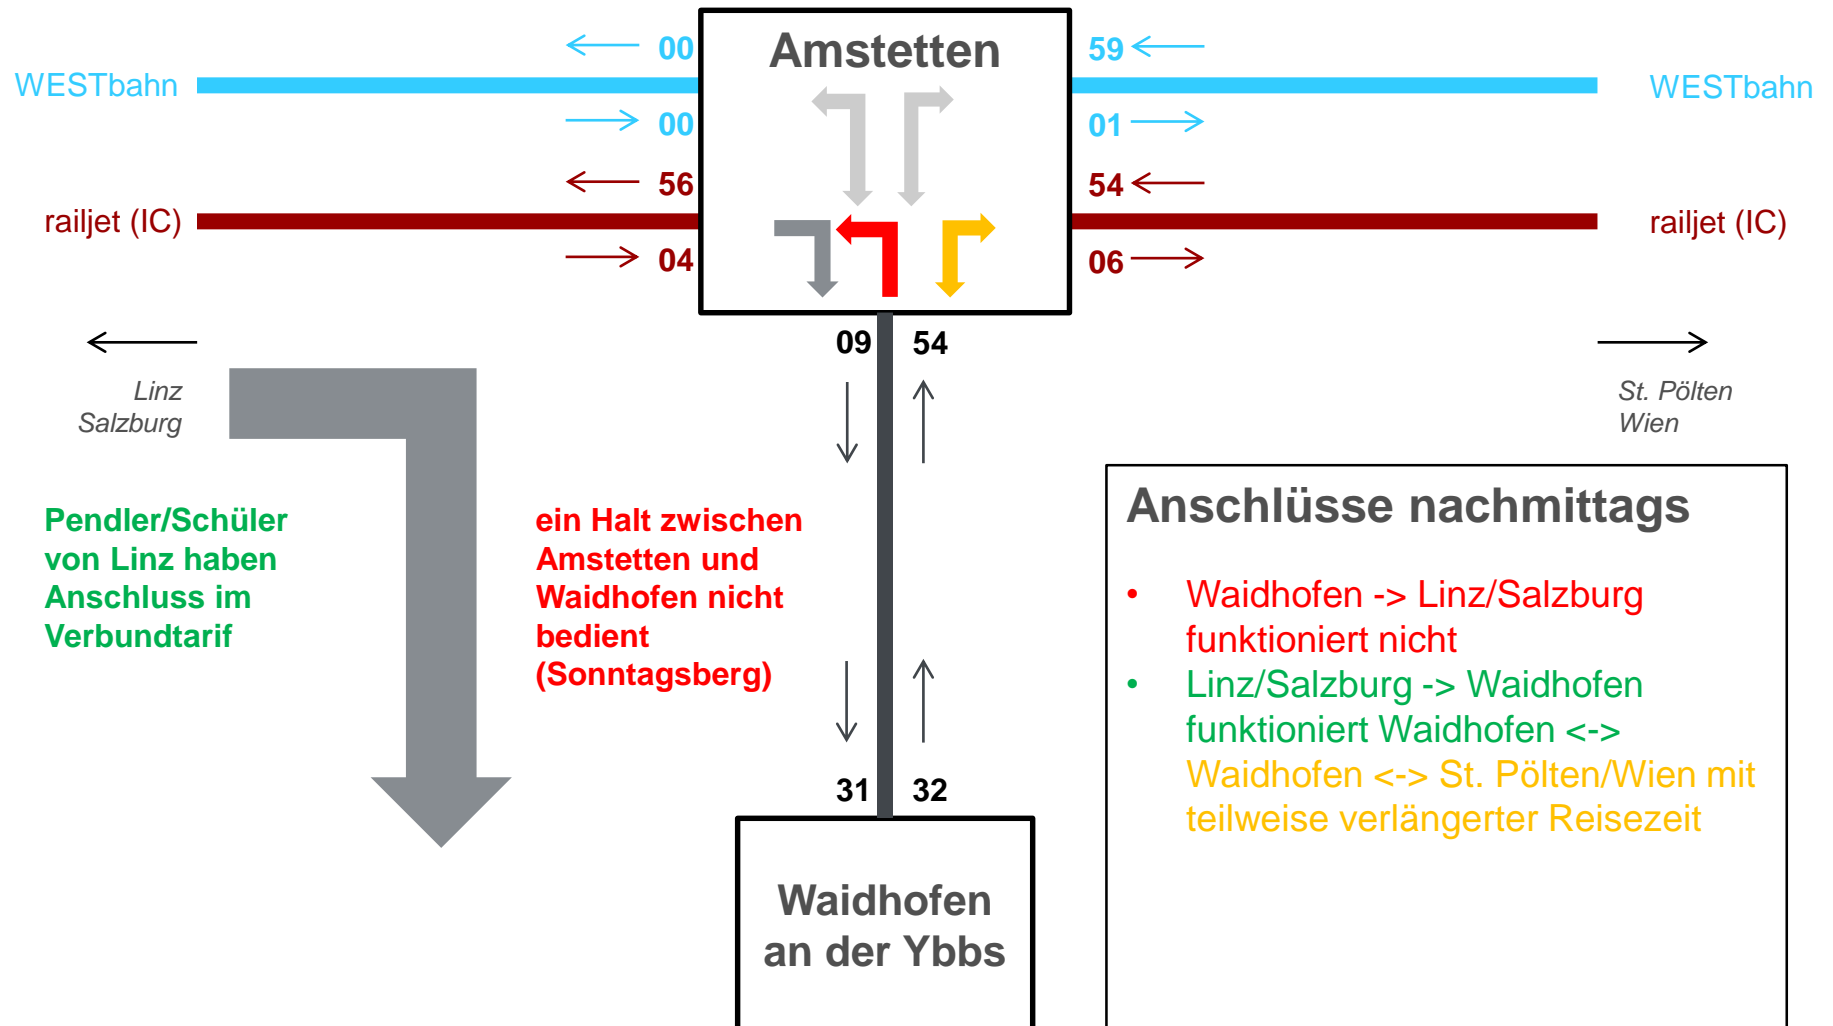 Amstetten
00
59
WESTbahn
WESTbahn
00
01
56
54
railjet (IC)
railjet (IC)
04
06
09
54
Linz
Salzburg
St. Pölten
Wien
Pendler/Schüler
von Linz haben
Anschluss im
Verbundtarif
ein Halt zwischen
Amstetten und
Waidhofen nicht
bedient
(Sonntagsberg)
Anschlüsse nachmittags
• Waidhofen -> Linz/Salzburg
funktioniert nicht
• Linz/Salzburg -> Waidhofen
funktioniert Waidhofen <->
Waidhofen <-> St. Pölten/Wien mit
teilweise verlängerter Reisezeit
31
32
Waidhofen
an der Ybbs